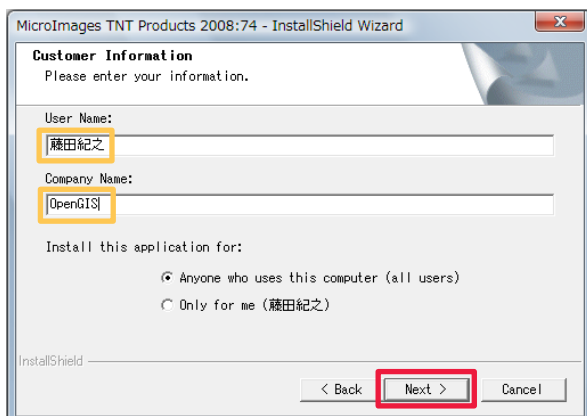 MicroImages TNT Products 2008:74 - InstallShield Wizard
Customer Information
Please enter your information.
User Name:
藤田紀之
Company Name:
OpenGIS
Install this application for:
Anyone who uses this computer (all users)
Only for me (藤田紀之)
InstallShield
< Back Next > Cancel